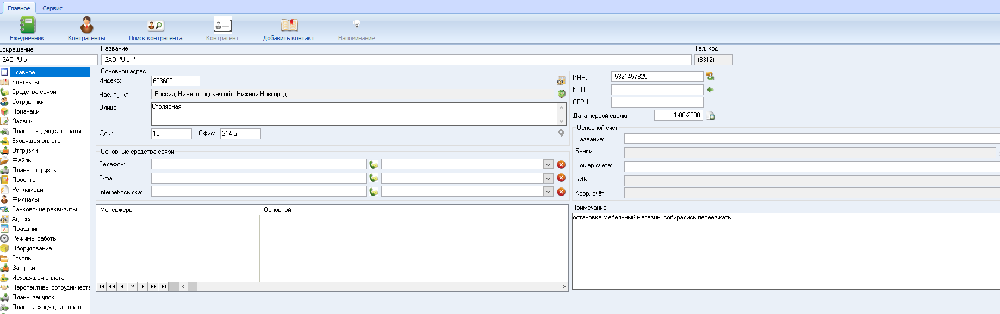 Главное Сервис
Ежедневник Контрагенты Поиск контрагента Контрагент Добавить контакт Напоминание
Сокращение Название Тел. код
ЗАО "Уют" ЗАО "Уют" (8312)
Главное
Контакты
Средства связи
Сотрудники
Признаки
Заявки
Планы входящей оплаты
Входящая оплата
Отгрузки
Файлы
Планы отгрузок
Проекты
Рекламации
Филиалы
Банковские реквизиты
Адреса
Праздники
Режимы работы
Оборудование
Группы
Закупки
Исходящая оплата
Перспективы сотрудничеств
Планы закупок
Планы исходящей оплаты
Основной адрес
Индекс: 603600
Нас. пункт: Россия, Нижегородская обл, Нижний Новгород г
Улица: Столярная
Дом: 15 Офис: 214 а
Основные средства связи
Телефон:
E-mail:
Internet-ссылка:
Менеджеры Основной
ИНН: 5321457825
КПП:
ОГРН:
Дата первой сделки: 1-06-2008
Основной счёт
Название:
Банки:
Номер счёта:
БИК:
Корр. счёт:
Примечание:
остановка Мебельный магазин, собирались переезжать